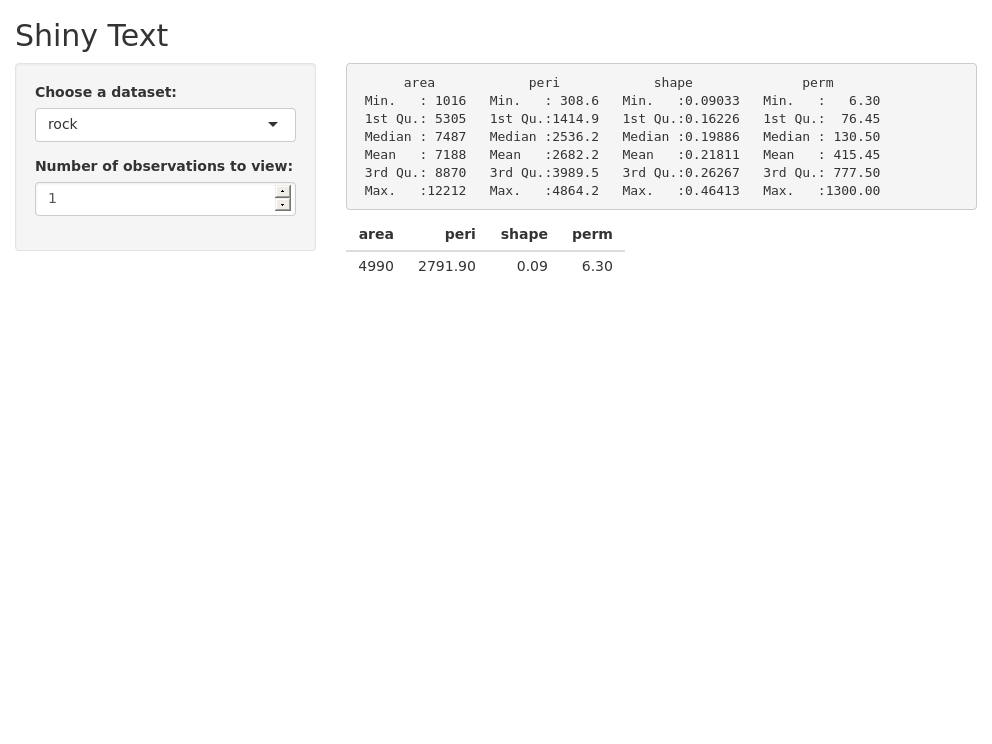 Shiny Text
Choose a dataset:
rock
Number of observations to view:
1
     area           peri            shape              perm
Min.   : 1016   Min.   : 308.6   Min.   :0.09033   Min.   :   6.30
1st Qu.: 5305   1st Qu.:1414.9   1st Qu.:0.16226   1st Qu.:  76.45
Median : 7487   Median :2536.2   Median :0.19886   Median : 130.50
Mean   : 7188   Mean   :2682.2   Mean   :0.21811   Mean   : 415.45
3rd Qu.: 8870   3rd Qu.:3989.5   3rd Qu.:0.26267   3rd Qu.: 777.50
Max.   :12212   Max.   :4864.2   Max.   :0.46413   Max.   :1300.00
area peri shape perm
4990 2791.90 0.09 6.30